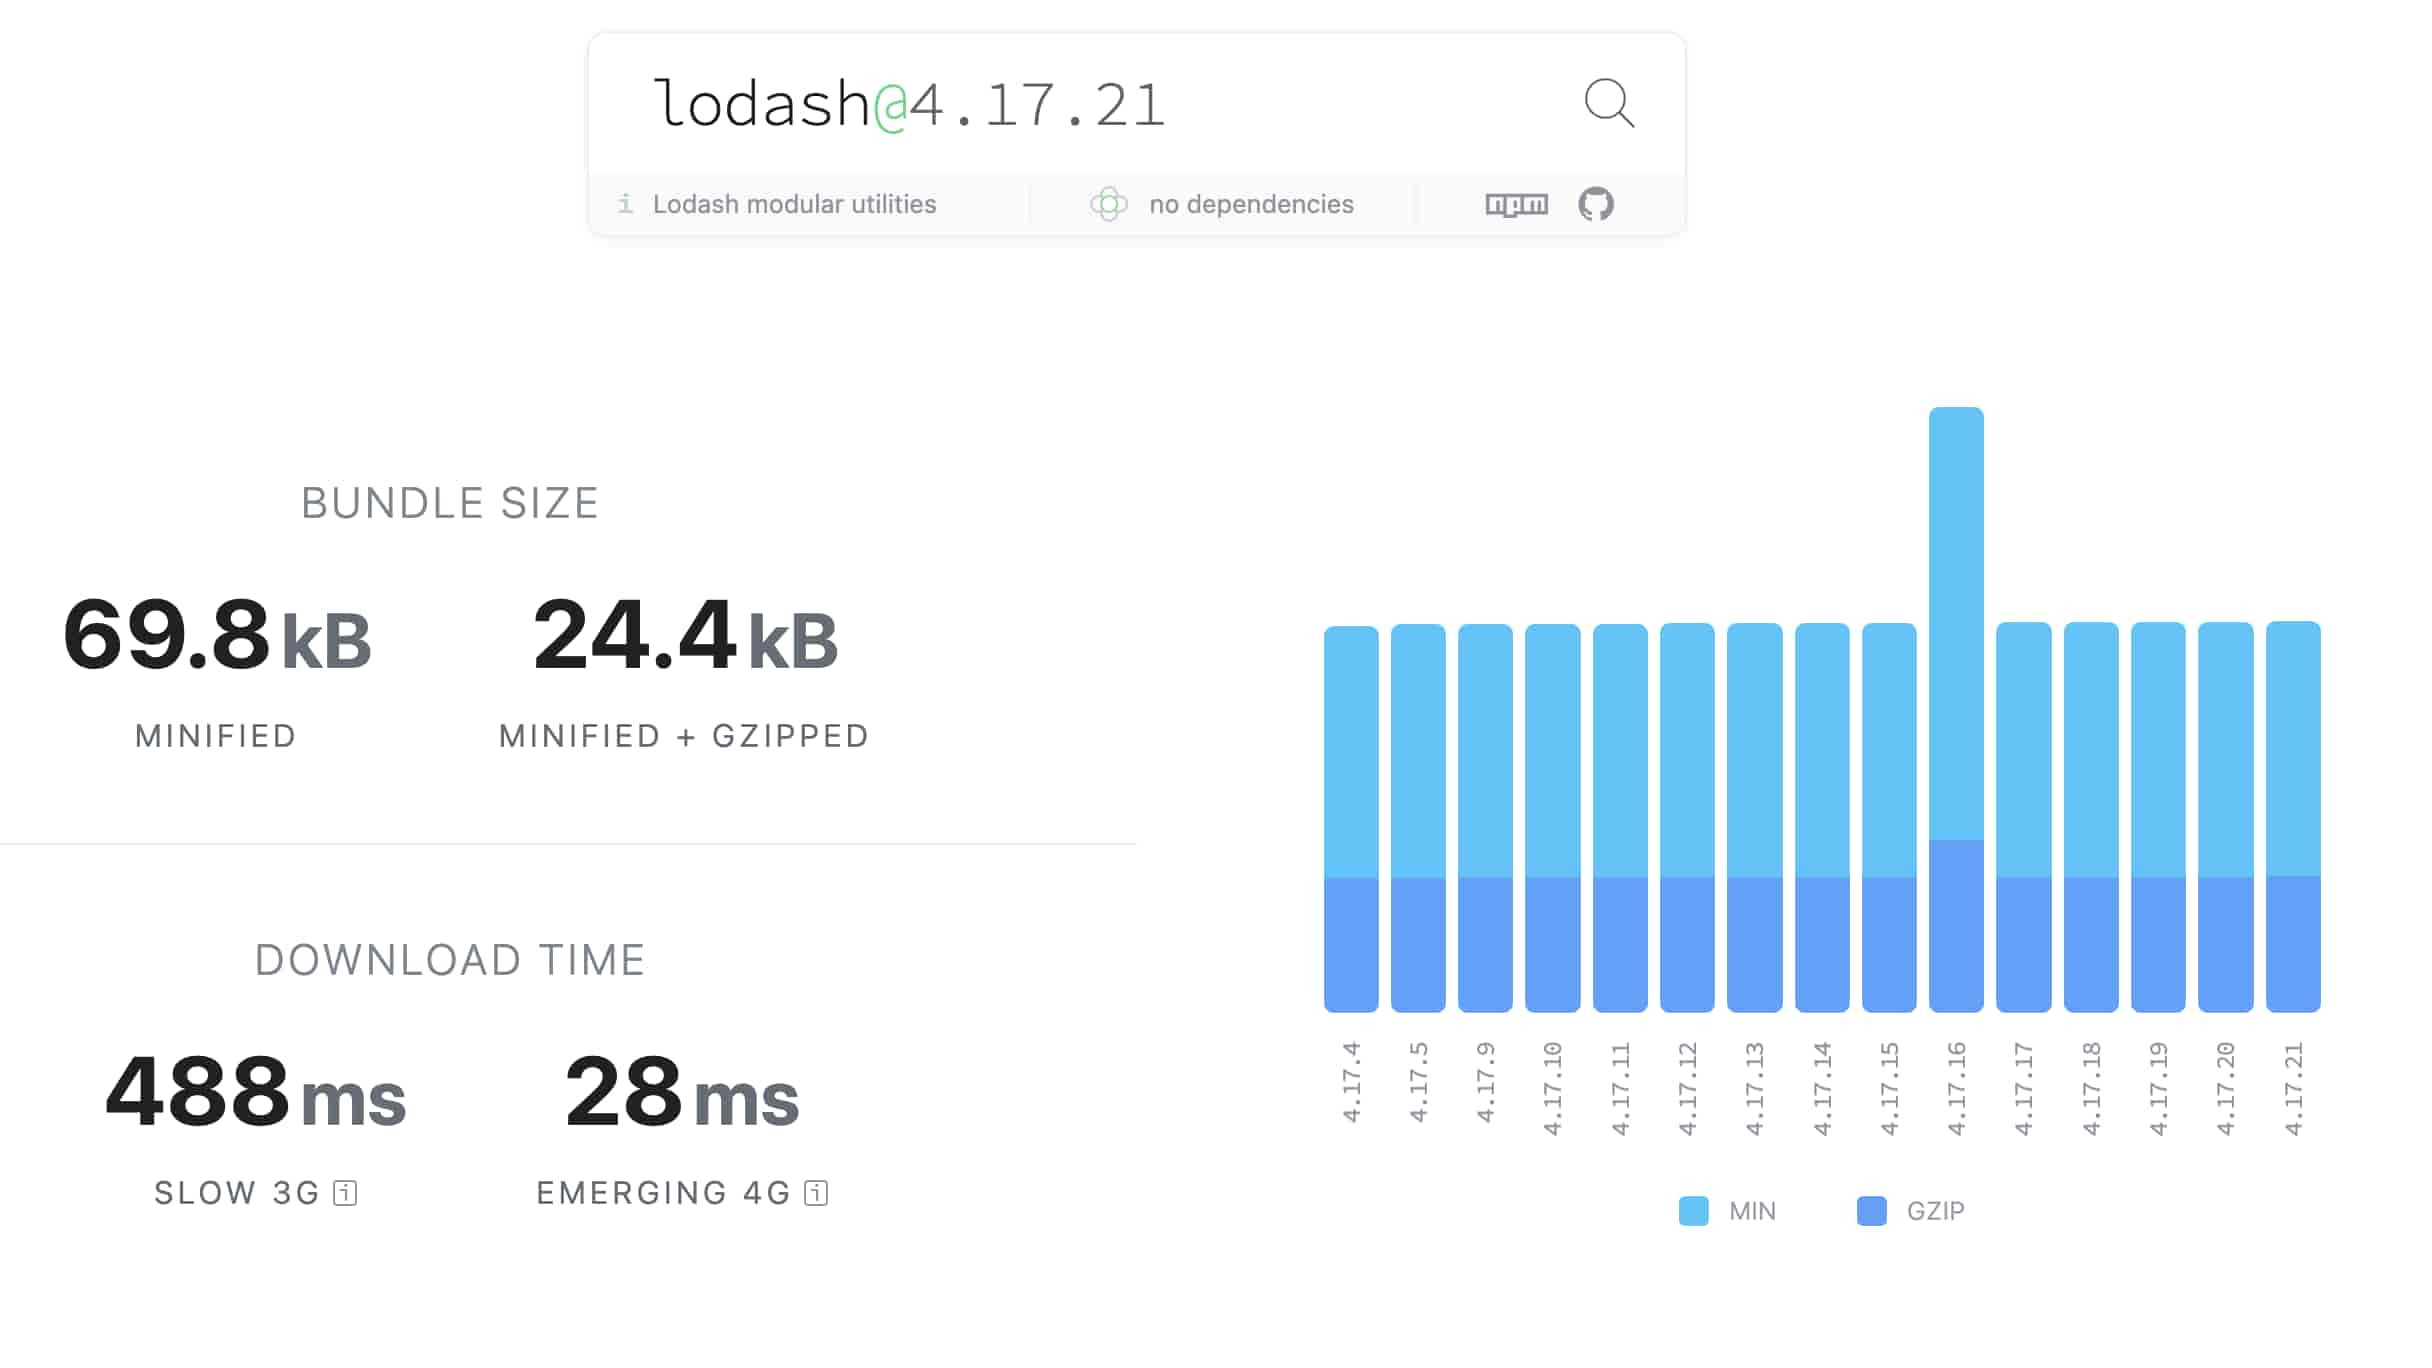 lodash@4.17.21
i Lodash modular utilities
no dependencies
npm
BUNDLE SIZE
69.8 kB
24.4 kB
MINIFIED
MINIFIED + GZIPPED
DOWNLOAD TIME
488 ms
28 ms
SLOW 3G i
EMERGING 4G i
4.17.4
4.17.5
4.17.9
4.17.10
4.17.11
4.17.12
4.17.13
4.17.14
4.17.15
4.17.16
4.17.17
4.17.18
4.17.19
4.17.20
4.17.21
MIN
GZIP